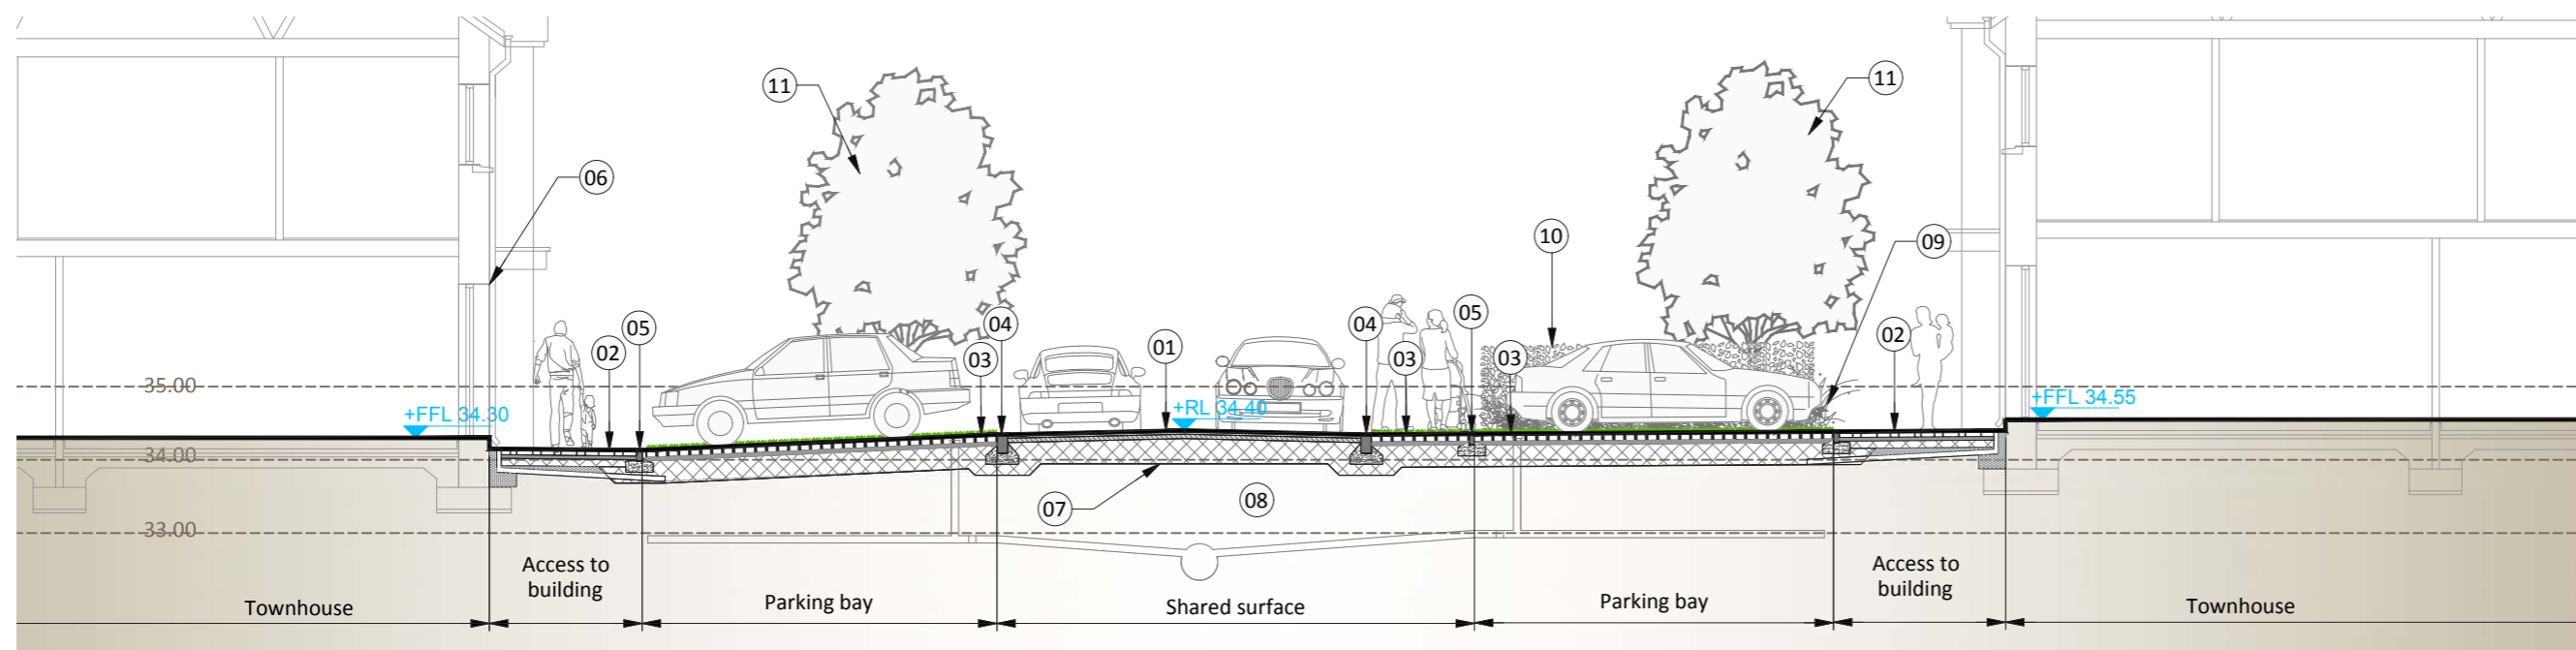 11
11
06
10
09
05
04
04
05
02
03
01
03
03
02
35.00
+FFL 34.30
+RL 34.40
+FFL 34.55
34.00
07
08
33.00
Access to
building
Access to
building
Townhouse
Parking bay
Shared surface
Parking bay
Townhouse